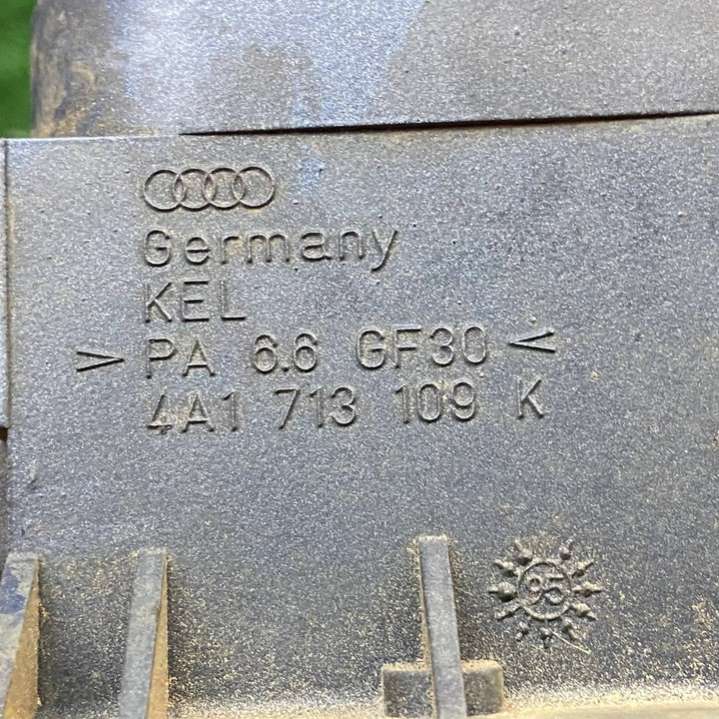 Germany
KEL
> PA 6.6 GF30 <
4A1 713 109 K
95